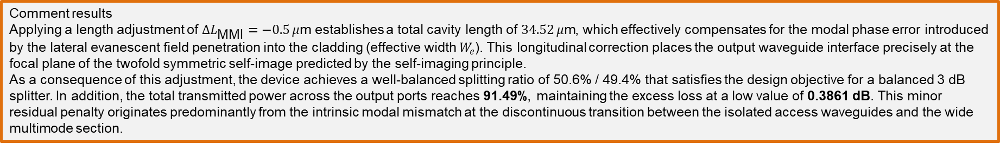 Comment results
Applying a length adjustment of ΔL_MMI = −0.5 μm establishes a total cavity length of 34.52 μm, which effectively compensates for the modal phase error introduced
by the lateral evanescent field penetration into the cladding (effective width W_e). This longitudinal correction places the output waveguide interface precisely at the
focal plane of the twofold symmetric self-image predicted by the self-imaging principle.
As a consequence of this adjustment, the device achieves a well-balanced splitting ratio of 50.6% / 49.4% that satisfies the design objective for a balanced 3 dB
splitter. In addition, the total transmitted power across the output ports reaches 91.49%, maintaining the excess loss at a low value of 0.3861 dB. This minor
residual penalty originates predominantly from the intrinsic modal mismatch at the discontinuous transition between the isolated access waveguides and the wide
multimode section.